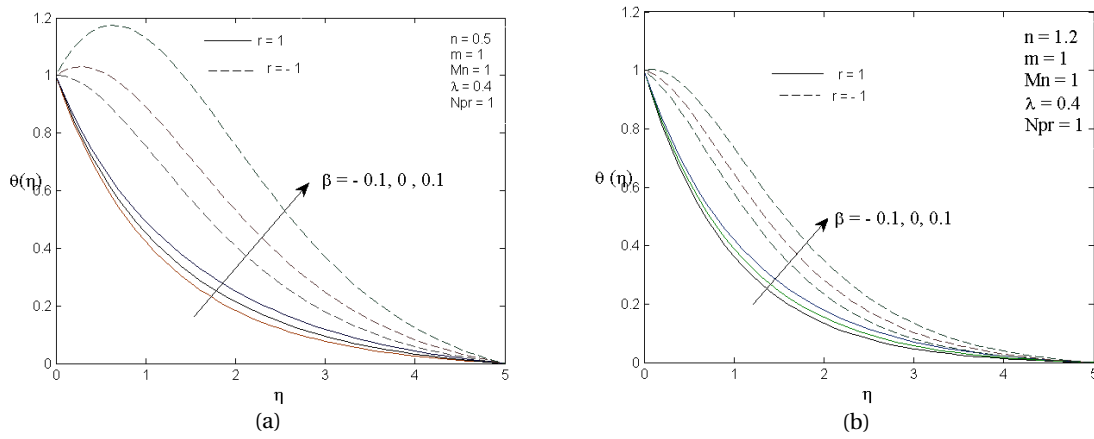 1.2
1
0.8
0.6
0.4
0.2
0
0 1 2 3 4 5
θ(η)
η
r = 1
r = - 1
n = 0.5
m = 1
Mn = 1
λ = 0.4
Npr = 1
β = - 0.1, 0 , 0.1
(a)
1.2
1
0.8
0.6
0.4
0.2
0
0 1 2 3 4 5
θ (η)
η
r = 1
r = - 1
n = 1.2
m = 1
Mn = 1
λ = 0.4
Npr = 1
β = - 0.1, 0, 0.1
(b)